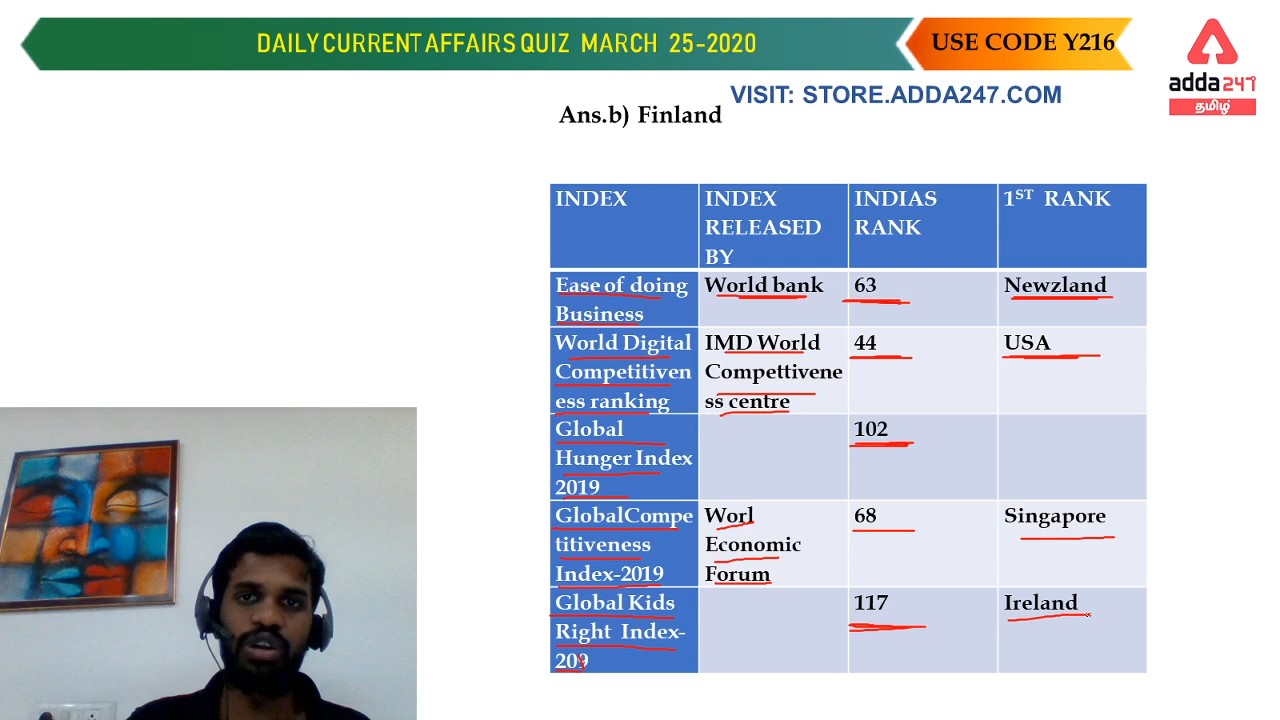 DAILY CURRENT AFFAIRS QUIZ MARCH 25-2020
USE CODE Y216
adda247
தமிழ்
VISIT: STORE.ADDA247.COM
Ans.b) Finland
INDEX
INDEX
RELEASED
BY
INDIAS
RANK
1ST RANK
Ease of doing
Business
World bank
63
Newzland
World Digital
Competitiven
ess ranking
IMD World
Compettivene
ss centre
44
USA
Global
Hunger Index
2019
102
GlobalCompe
titiveness
Index-2019
Worl
Economic
Forum
68
Singapore
Global Kids
Right Index-
209
117
Ireland